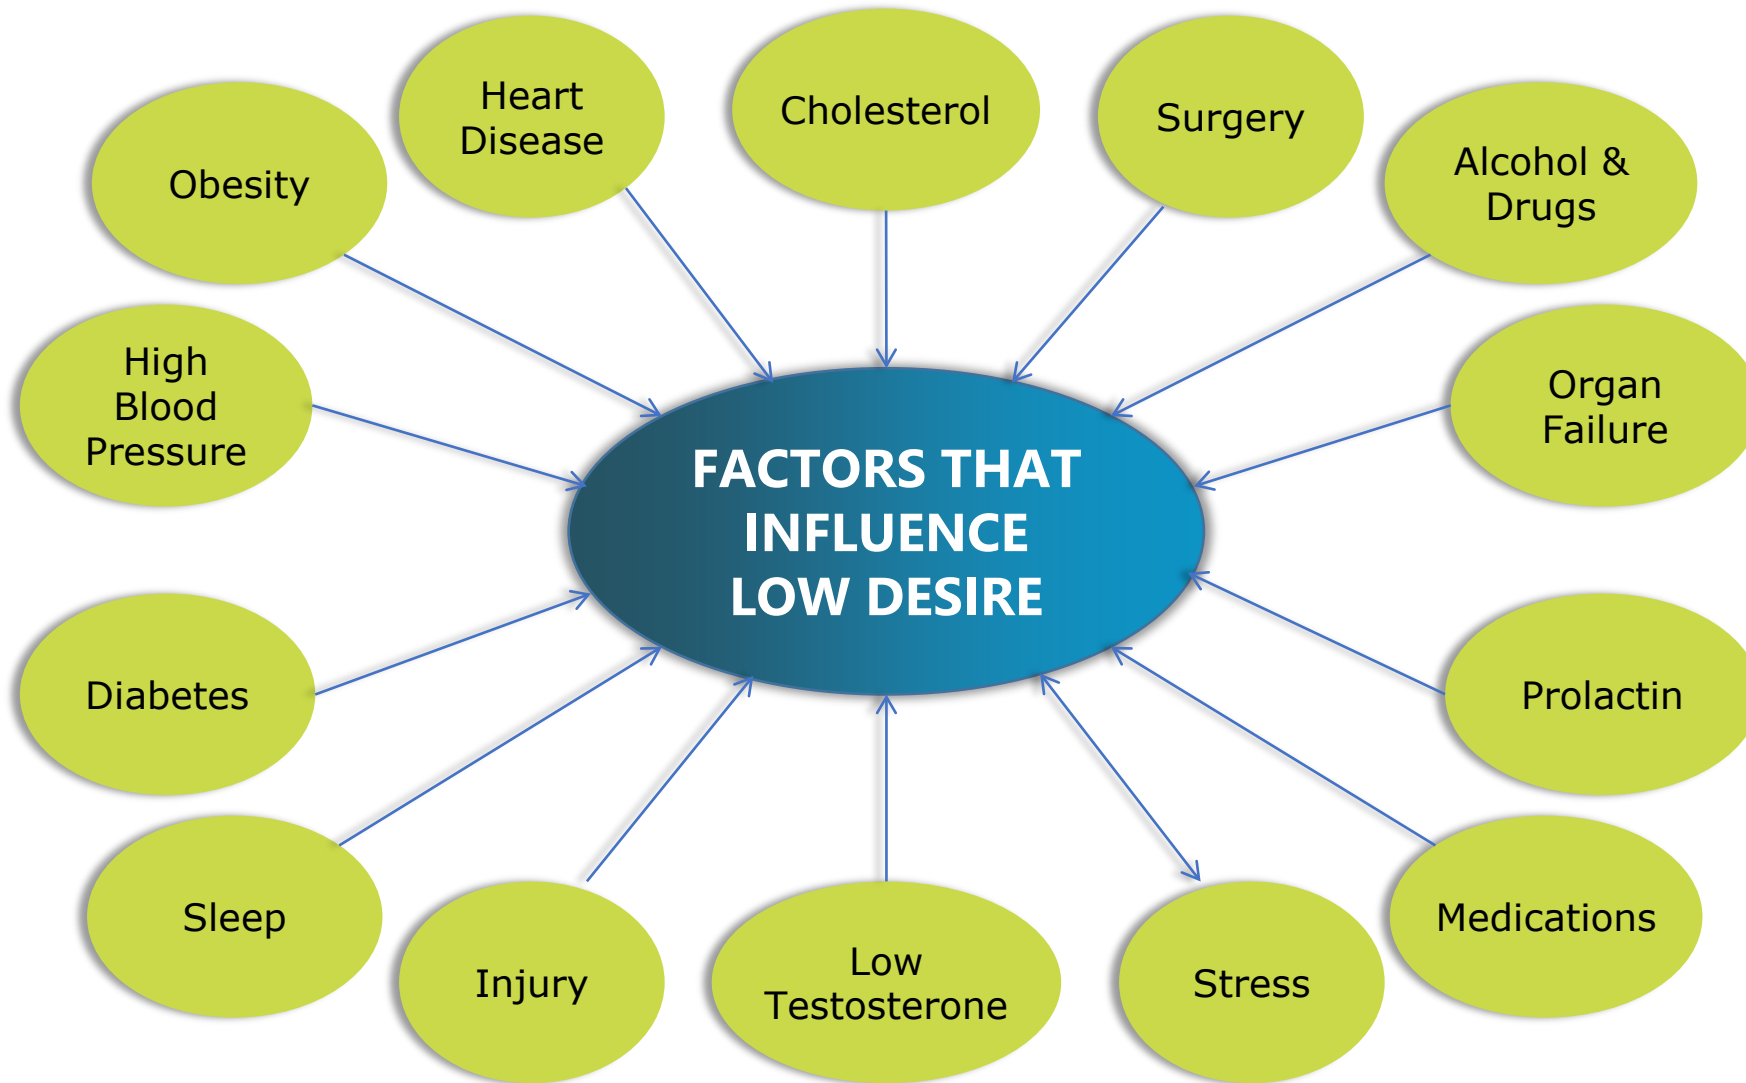 Heart
Disease
Cholesterol
Surgery
Alcohol &
Drugs
Obesity
High
Blood
Pressure
Organ
Failure
FACTORS THAT
INFLUENCE
LOW DESIRE
Diabetes
Prolactin
Sleep
Medications
Injury
Low
Testosterone
Stress